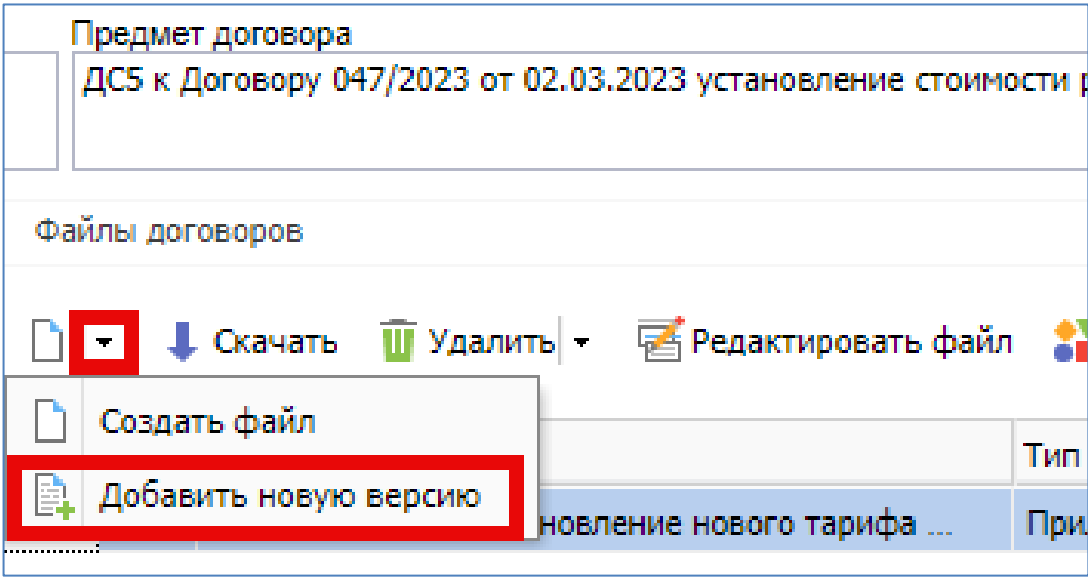 Предмет договора
ДС5 к Договору 047/2023 от 02.03.2023 установление стоимости
Файлы договоров
Скачать Удалить Редактировать файл
Создать файл
Тип
Добавить новую версию
новление нового тарифа ... При